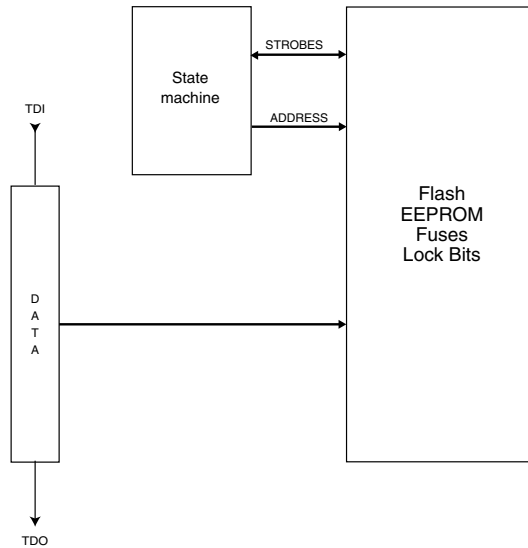 STROBES
State
machine
TDI
ADDRESS
Flash
EEPROM
Fuses
Lock Bits
D
A
T
A
TDO